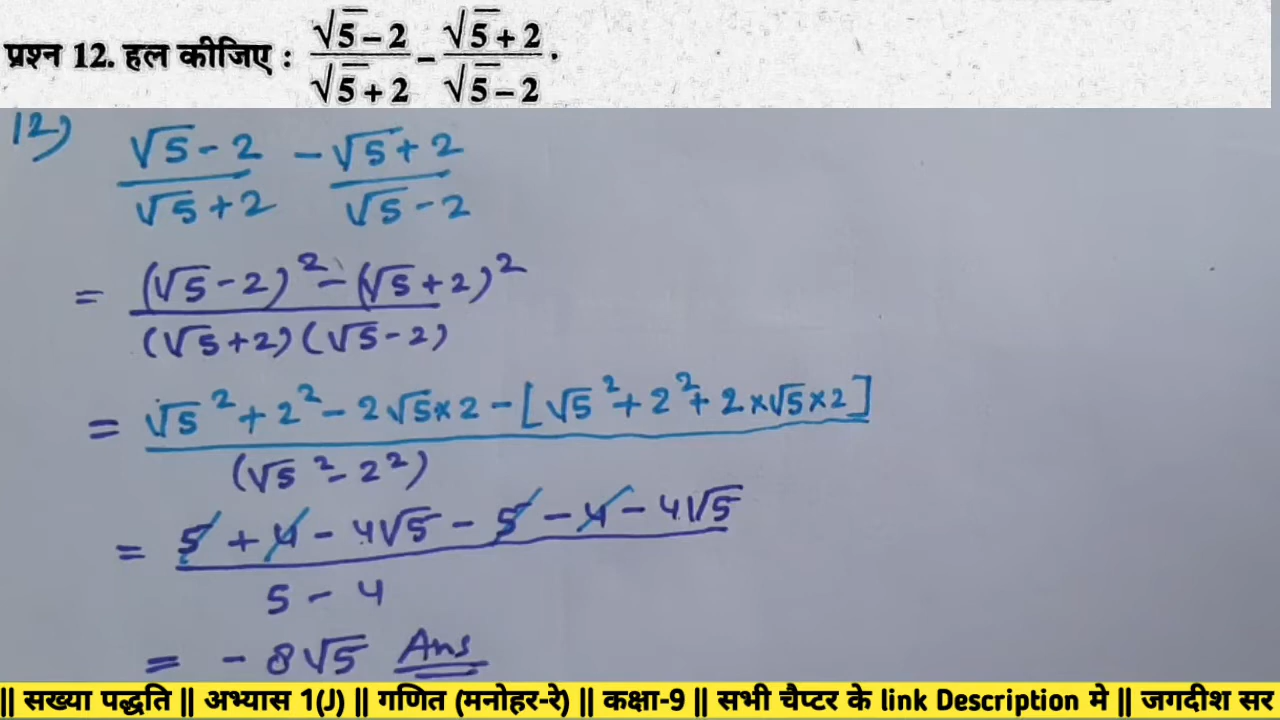 प्रश्न 12. हल कीजिए : (√5 – 2)/(√5 + 2) – (√5 + 2)/(√5 – 2).
12) (√5 - 2)/(√5 + 2) - (√5 + 2)/(√5 - 2)
= ((√5 - 2)² - (√5 + 2)²)/((√5 + 2)(√5 - 2))
= (√5² + 2² - 2√5 × 2 - [√5² + 2² + 2 × √5 × 2])/(√5² - 2²)
= (5 + 4 - 4√5 - 5 - 4 - 4√5)/(5 - 4)
= - 8√5 Ans
|| सख्या पद्धति || अभ्यास 1(J) || गणित (मनोहर-रे) || कक्षा-9 || सभी चैप्टर के link Description मे || जगदीश सर